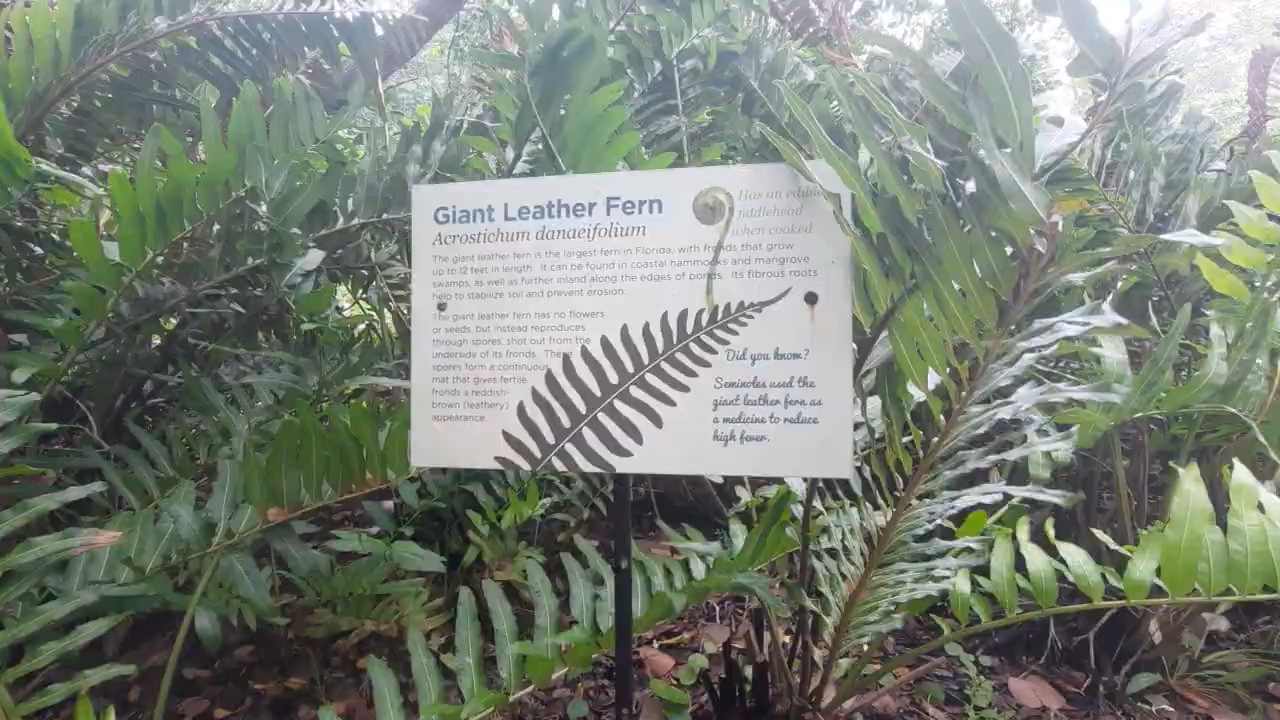 Giant Leather Fern
Acrostichum danaeifolium
Has an edible
fiddlehead
when cooked
The giant leather fern is the largest fern in Florida, with fronds that grow
up to 12 feet in length. It can be found in coastal hammocks and mangrove
swamps, as well as further inland along the edges of ponds. Its fibrous roots
help to stabilize soil and prevent erosion.
The giant leather fern has no flowers
or seeds, but instead reproduces
through spores, shot out from the
underside of its fronds. These
spores form a continuous
mat that gives fertile
fronds a reddish-
brown (leathery)
appearance.
Did you know?
Seminoles used the
giant leather fern as
a medicine to reduce
high fever.